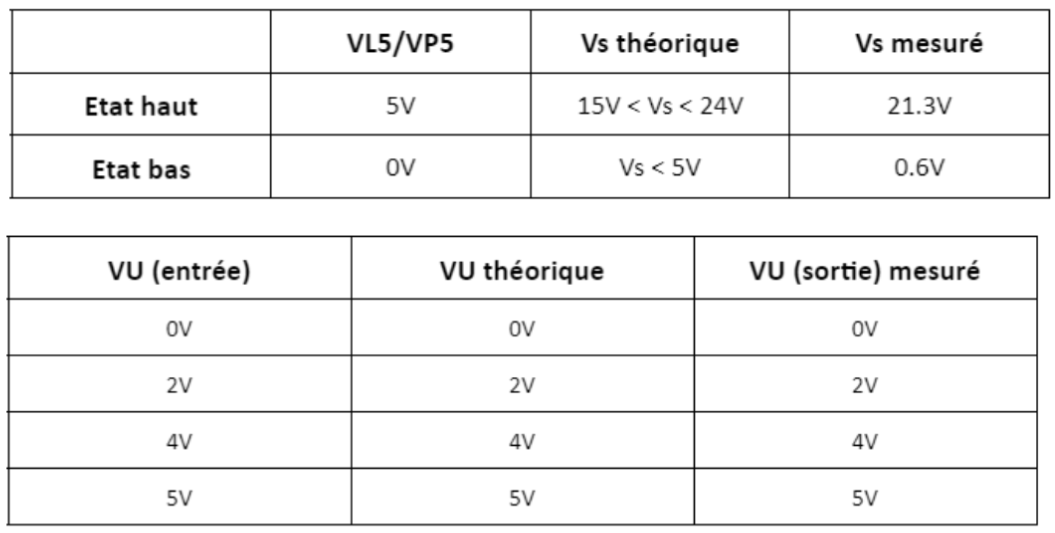 VL5/VP5 Vs théorique Vs mesuré
Etat haut 5V 15V < Vs < 24V 21.3V
Etat bas 0V Vs < 5V 0.6V
VU (entrée) VU théorique VU (sortie) mesuré
0V 0V 0V
2V 2V 2V
4V 4V 4V
5V 5V 5V